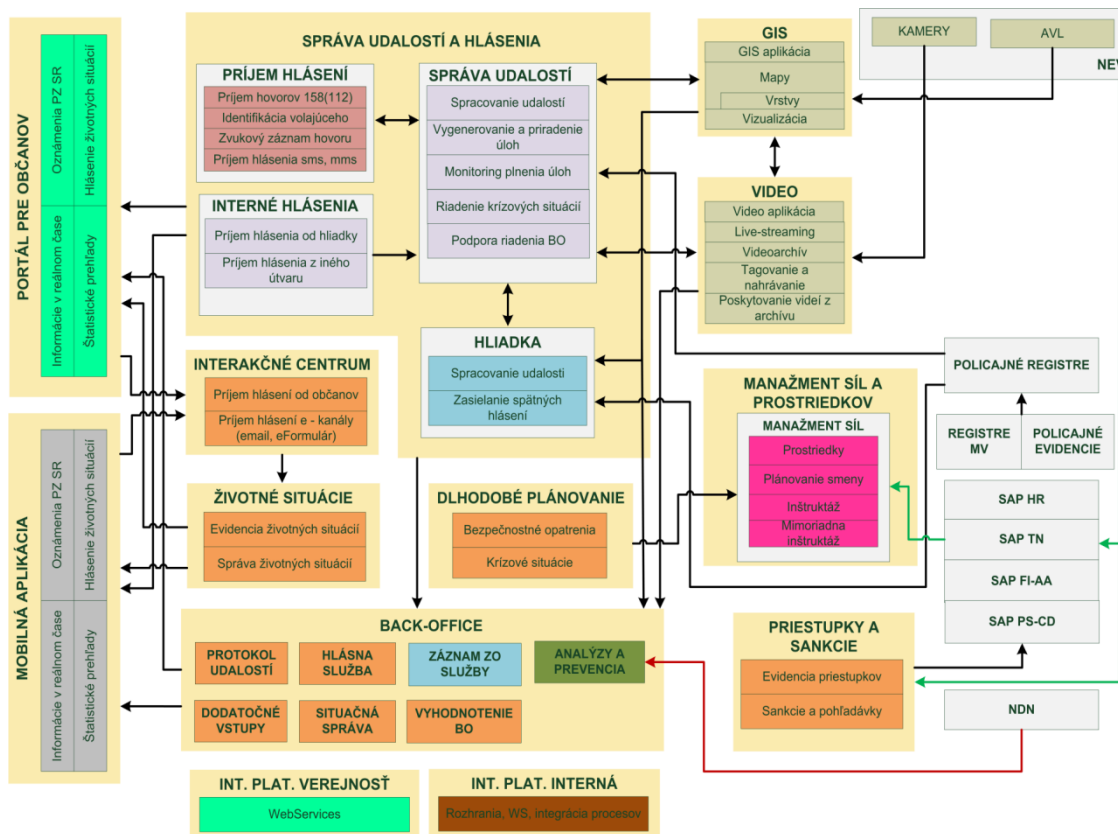 PORTÁL PRE OBČANOV
Oznámenia PZ SR
Hlásenie životných situácií
Informácie v reálnom čase
Štatistické prehľady
MOBILNÁ APLIKÁCIA
Oznámenia PZ SR
Hlásenie životných situácií
Informácie v reálnom čase
Štatistické prehľady
SPRÁVA UDALOSTÍ A HLÁSENIA
PRÍJEM HLÁSENÍ
Príjem hovorov 158(112)
Identifikácia volajúceho
Zvukový záznam hovoru
Príjem hlásenia sms, mms
INTERNÉ HLÁSENIA
Príjem hlásenia od hliadky
Príjem hlásenia z iného
útvaru
SPRÁVA UDALOSTÍ
Spracovanie udalostí
Vygenerovanie a priradenie
úloh
Monitoring plnenia úloh
Riadenie krízových situácií
Podpora riadenia BO
HLIADKA
Spracovanie udalosti
Zasielanie spätných
hlásení
INTERAKČNÉ CENTRUM
Príjem hlásení od občanov
Príjem hlásení e - kanály
(email, eFormulár)
ŽIVOTNÉ SITUÁCIE
Evidencia životných situácií
Správa životných situácií
DLHODOBÉ PLÁNOVANIE
Bezpečnostné opatrenia
Krízové situácie
GIS
GIS aplikácia
Mapy
Vrstvy
Vizualizácia
VIDEO
Video aplikácia
Live-streaming
Videoarchív
Tagovanie a
nahrávanie
Poskytovanie videí z
archívu
KAMERY
AVL
NEV
MANAŽMENT SÍL A
PROSTRIEDKOV
MANAŽMENT SÍL
Prostriedky
Plánovanie smeny
Inštruktáž
Mimoriadna
inštruktáž
POLICAJNÉ REGISTRE
REGISTRE
MV
POLICAJNÉ
EVIDENCIE
SAP HR
SAP TN
SAP FI-AA
SAP PS-CD
NDN
BACK-OFFICE
PROTOKOL
UDALOSTÍ
HLÁSNA
SLUŽBA
ZÁZNAM ZO
SLUŽBY
ANALÝZY A
PREVENCIA
DODATOČNÉ
VSTUPY
SITUAČNÁ
SPRÁVA
VYHODNOTENIE
BO
PRIESTUPKY A
SANKCIE
Evidencia priestupkov
Sankcie a pohľadávky
INT. PLAT. VEREJNOSŤ
WebServices
INT. PLAT. INTERNÁ
Rozhrania, WS, integrácia procesov